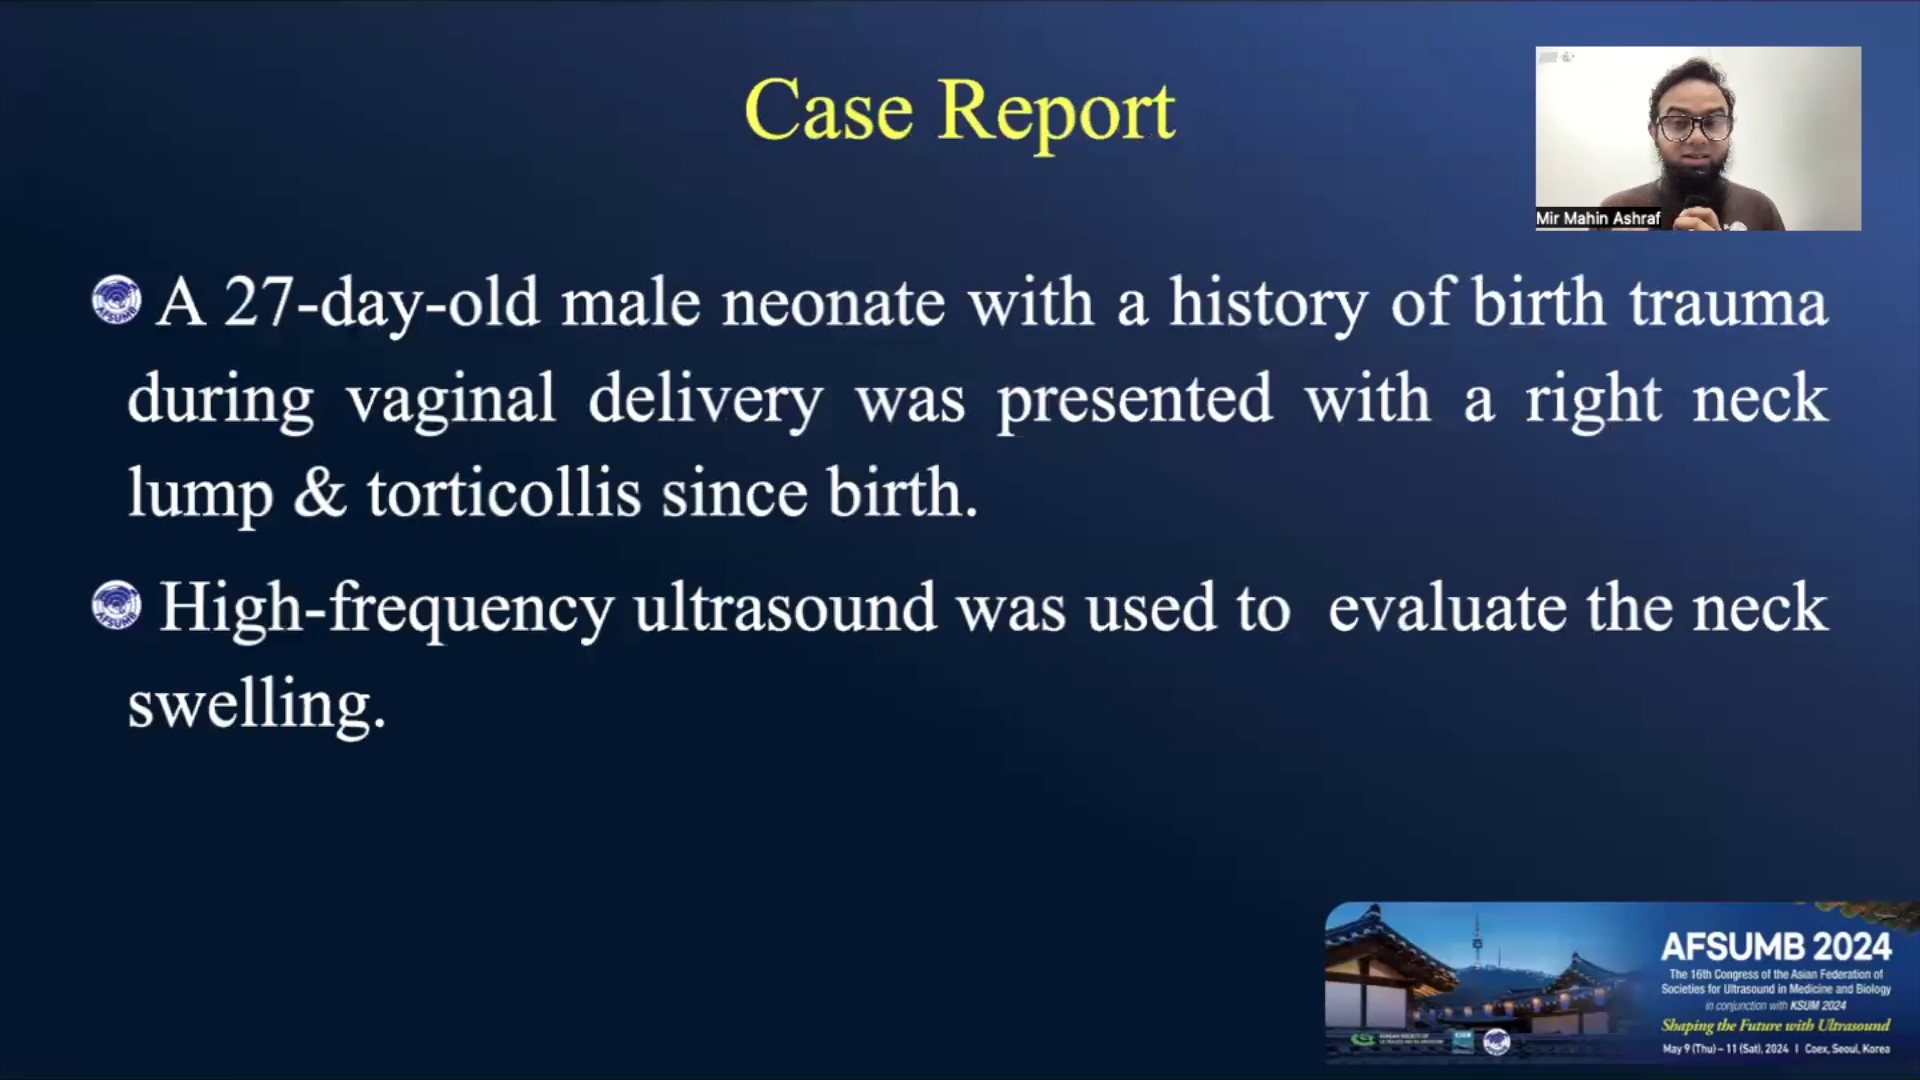 Case Report
Mir Mahin Ashraf
A 27-day-old male neonate with a history of birth trauma
during vaginal delivery was presented with a right neck
lump & torticollis since birth.
High-frequency ultrasound was used to evaluate the neck
swelling.
AFSUMB 2024
The 16th Congress of the Asian Federation of
Societies for Ultrasound in Medicine and Biology
in conjunction with KSUM 2024
Shaping the Future with Ultrasound
May 9 (Thu) – 11 (Sat), 2024 | Coex, Seoul, Korea